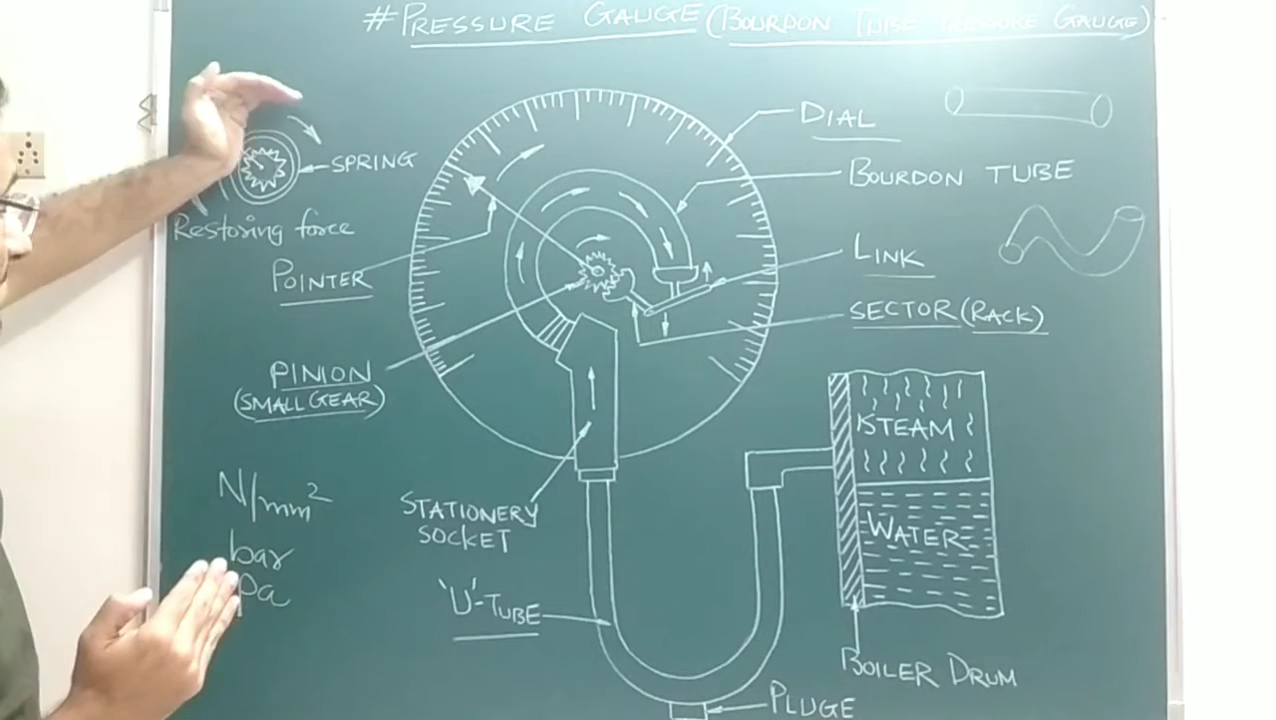 # PRESSURE GAUGE (BOURDON TUBE PRESSURE GAUGE)
DIAL
BOURDON TUBE
SPRING
Restoring force
POINTER
LINK
SECTOR (RACK)
PINION
(SMALL GEAR)
STEAM
WATER
N/mm²
bar
Pa
STATIONERY
SOCKET
'U'-TUBE
BOILER DRUM
PLUGE